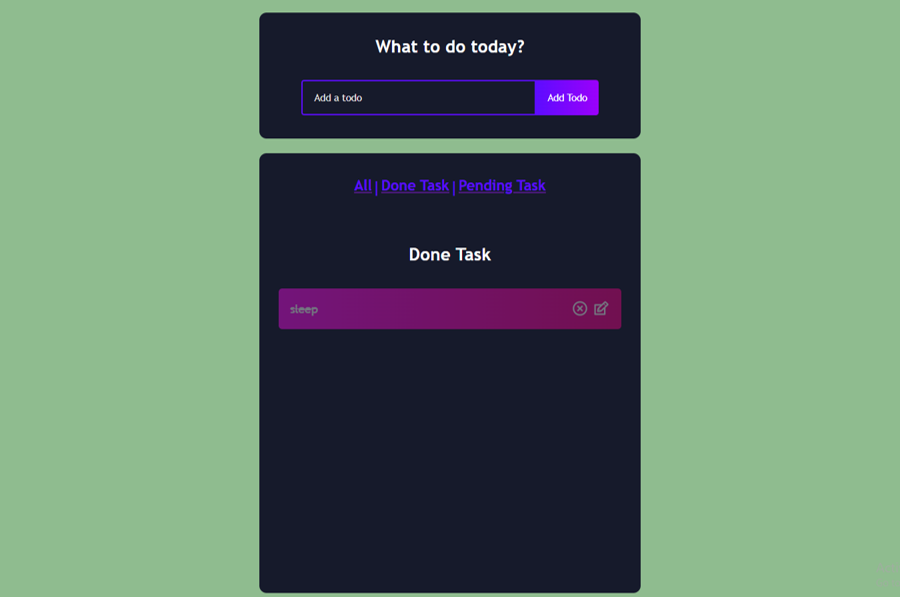 What to do today?
Add a todo Add Todo
All | Done Task | Pending Task
Done Task
sleep